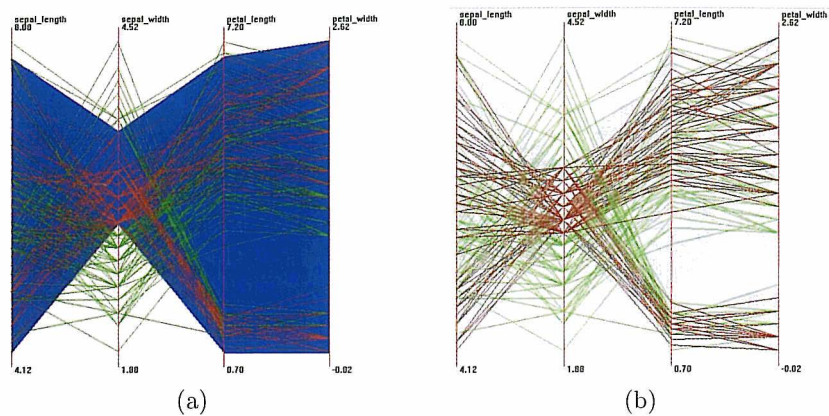 sepal_length sepal_width petal_length petal_width
8.00 4.52 7.20 2.62
4.12 1.88 0.70 -0.02
(a)
sepal_length sepal_width petal_length petal_width
8.00 4.52 7.20 2.62
4.12 1.88 0.70 -0.02
(b)